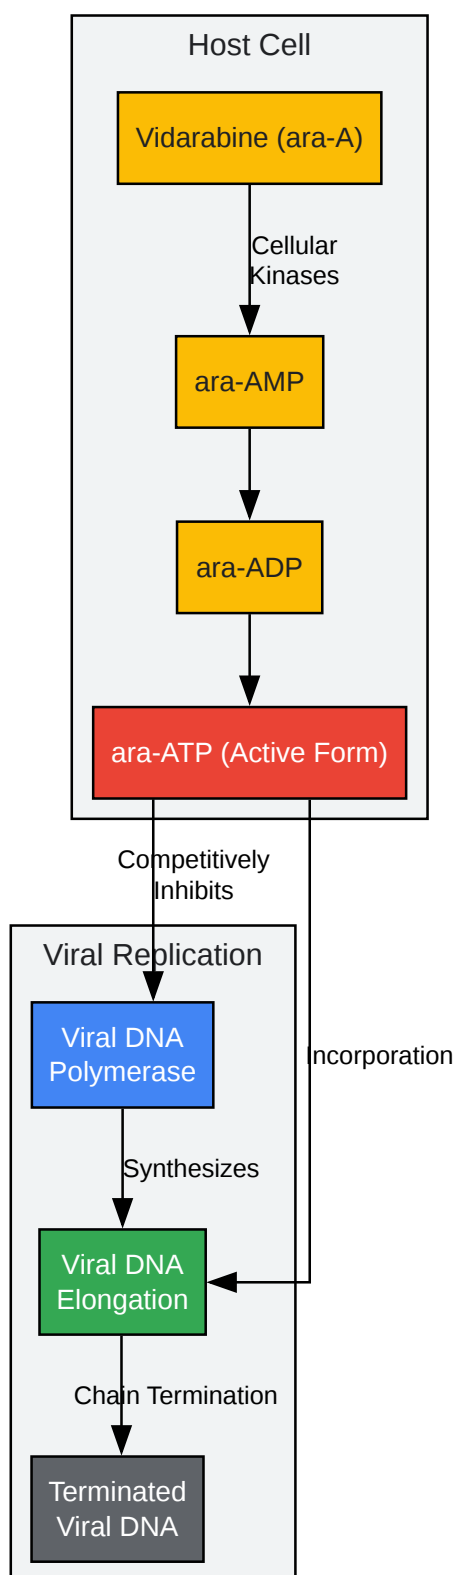 Host Cell
Vidarabine (ara-A)
Cellular
Kinases
ara-AMP
ara-ADP
ara-ATP (Active Form)
Competitively
Inhibits
Viral Replication
Viral DNA
Polymerase
Incorporation
Synthesizes
Viral DNA
Elongation
Chain Termination
Terminated
Viral DNA